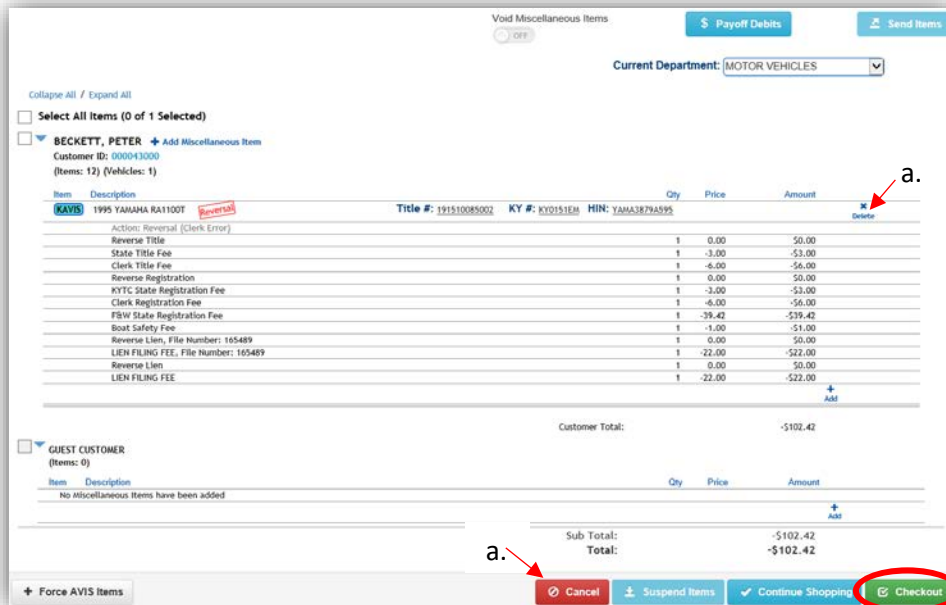 Void Miscellaneous Items
OFF
$ Payoff Debits
Send Items
Current Department: MOTOR VEHICLES
Collapse All / Expand All
Select All Items (0 of 1 Selected)
BECKETT, PETER + Add Miscellaneous Item
Customer ID: 000043000
(Items: 12) (Vehicles: 1)
a.
Item Description Qty Price Amount
KAVIS 1995 YAMAHA RA1100T Reversal Title #: 191510085002 KY #: KY0151EM HIN: YAMA3879A595 × Delete
Action: Reversal (Clerk Error)
Reverse Title 1 0.00 $0.00
State Title Fee 1 -3.00 -$3.00
Clerk Title Fee 1 -6.00 -$6.00
Reverse Registration 1 0.00 $0.00
KYTC State Registration Fee 1 -3.00 -$3.00
Clerk Registration Fee 1 -6.00 -$6.00
F&W State Registration Fee 1 -39.42 -$39.42
Boat Safety Fee 1 -1.00 -$1.00
Reverse Lien, File Number: 165489 1 0.00 $0.00
LIEN FILING FEE, File Number: 165489 1 -22.00 -$22.00
Reverse Lien 1 0.00 $0.00
LIEN FILING FEE 1 -22.00 -$22.00
+ Add
Customer Total: -$102.42
GUEST CUSTOMER
(Items: 0)
Item Description Qty Price Amount
No Miscellaneous Items have been added
+ Add
Sub Total: -$102.42
Total: -$102.42
a.
+ Force AVIS Items
Cancel
Suspend Items
Continue Shopping
Checkout